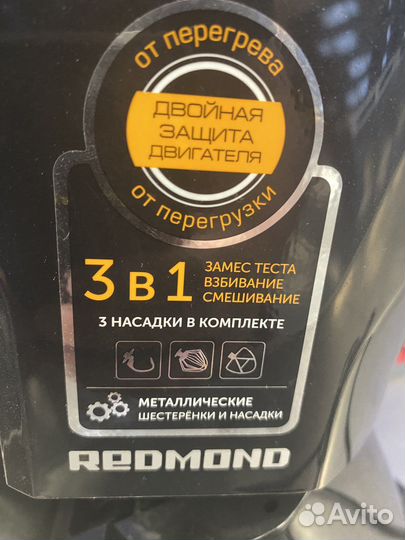 от перегрева
ДВОЙНАЯ
ЗАЩИТА
ДВИГАТЕЛЯ
от перегрузки
3 в 1
ЗАМЕС ТЕСТА
ВЗБИВАНИЕ
СМЕШИВАНИЕ
3 НАСАДКИ В КОМПЛЕКТЕ
МЕТАЛЛИЧЕСКИЕ
ШЕСТЕРЁНКИ И НАСАДКИ
REDMOND
Avito